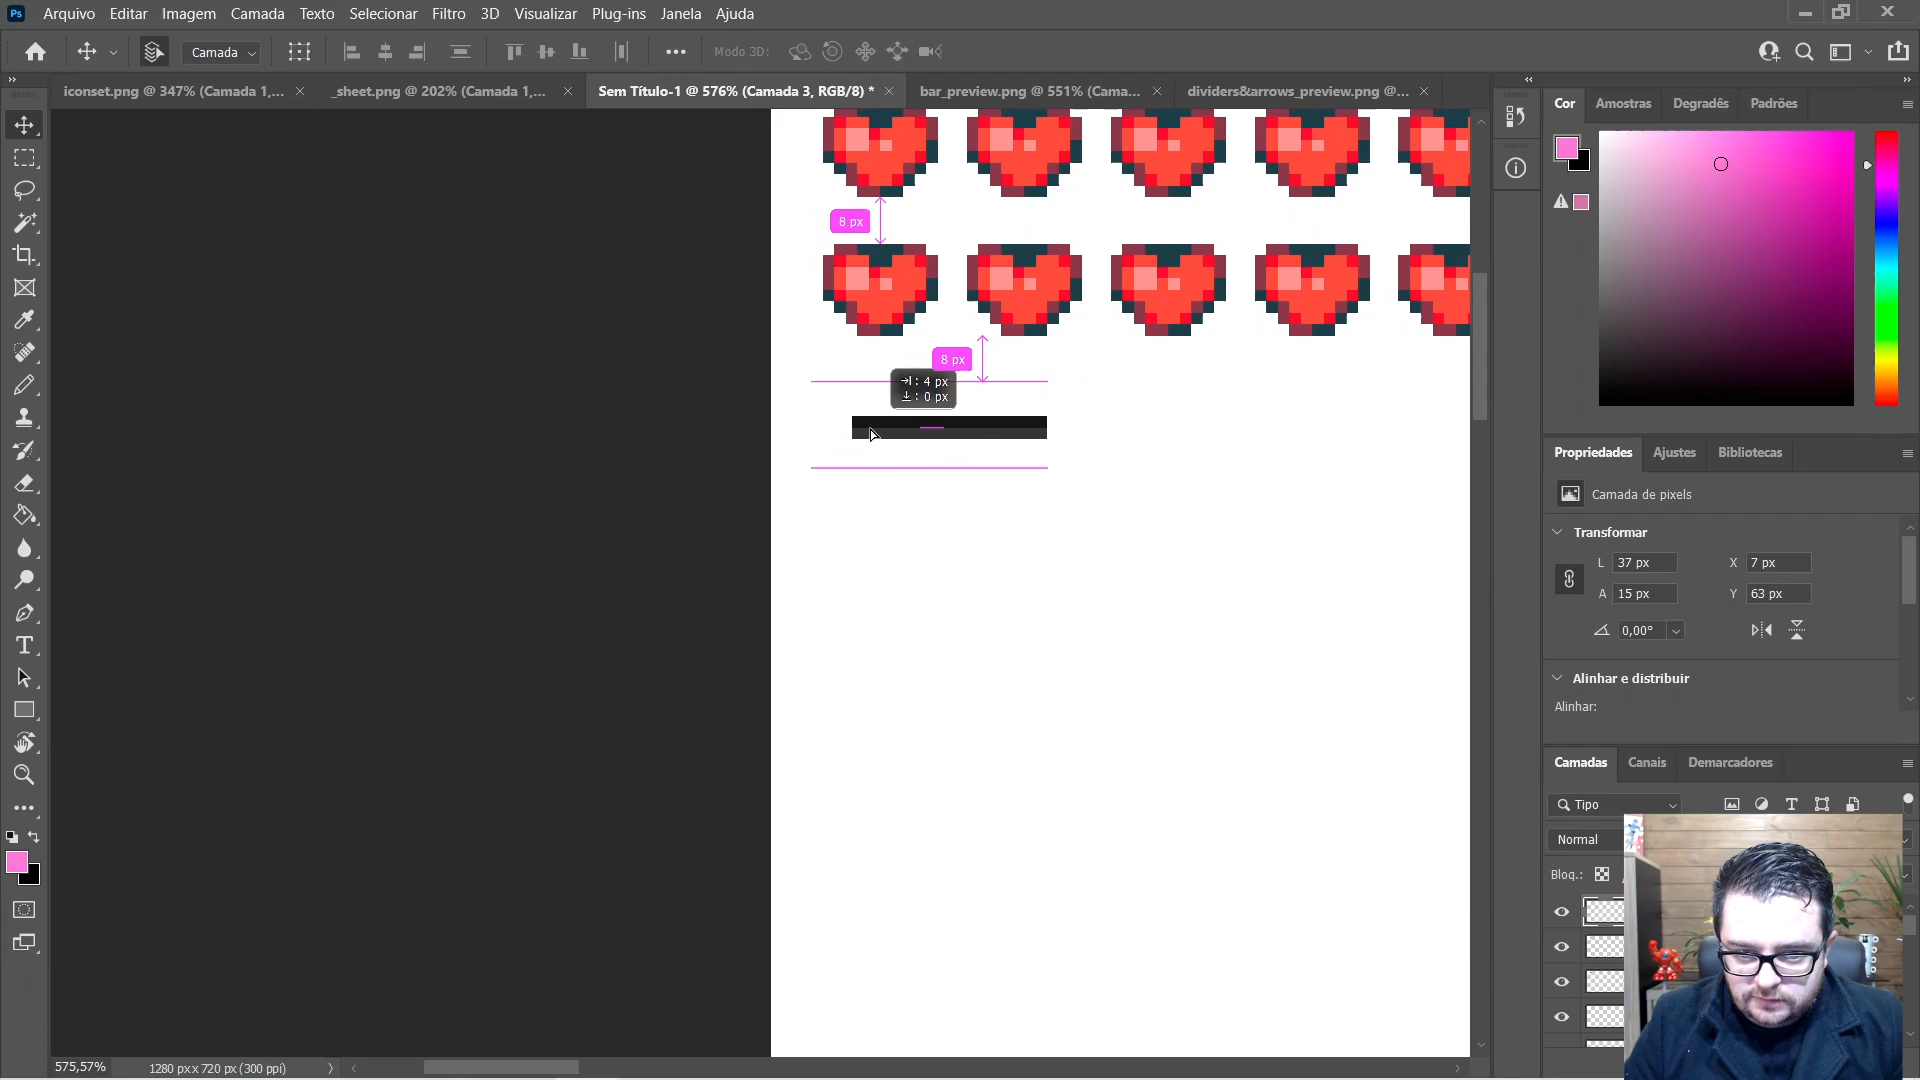 Ps Arquivo Editar Imagem Camada Texto Selecionar Filtro 3D Visualizar Plug-ins Janela Ajuda
Camada
Modo 3D:
iconset.png @ 347% (Camada 1,...
_sheet.png @ 202% (Camada 1,...
Sem Título-1 @ 576% (Camada 3, RGB/8) *
bar_preview.png @ 551% (Cama...
dividers&arrows_preview.png @...
Cor Amostras Degradês Padrões
8 px
8 px
: 4 px
: 0 px
Propriedades Ajustes Bibliotecas
Camada de pixels
Transformar
L 37 px X 7 px
A 15 px Y 63 px
0,00°
Alinhar e distribuir
Alinhar:
Camadas Canais Demarcadores
Tipo
Normal
Bloq.:
575,57% 1280 px x 720 px (300 ppi)